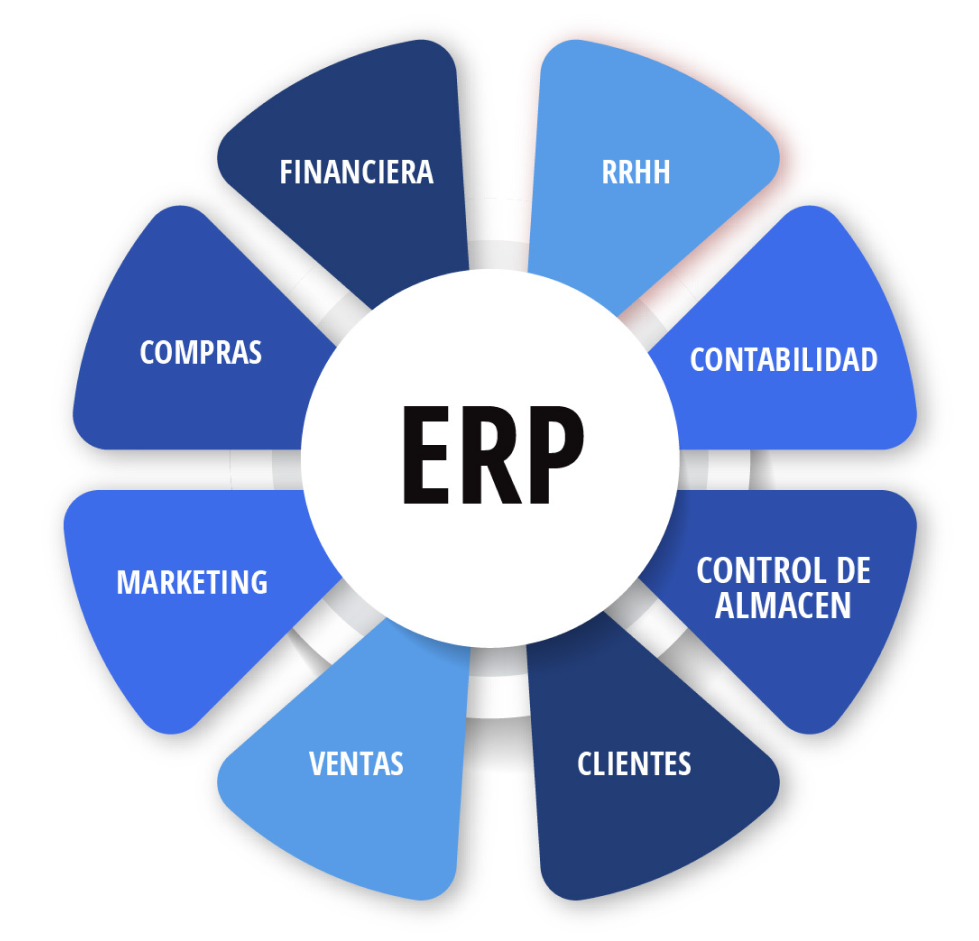 FINANCIERA
RRHH
COMPRAS
CONTABILIDAD
ERP
MARKETING
CONTROL DE
ALMACEN
VENTAS
CLIENTES